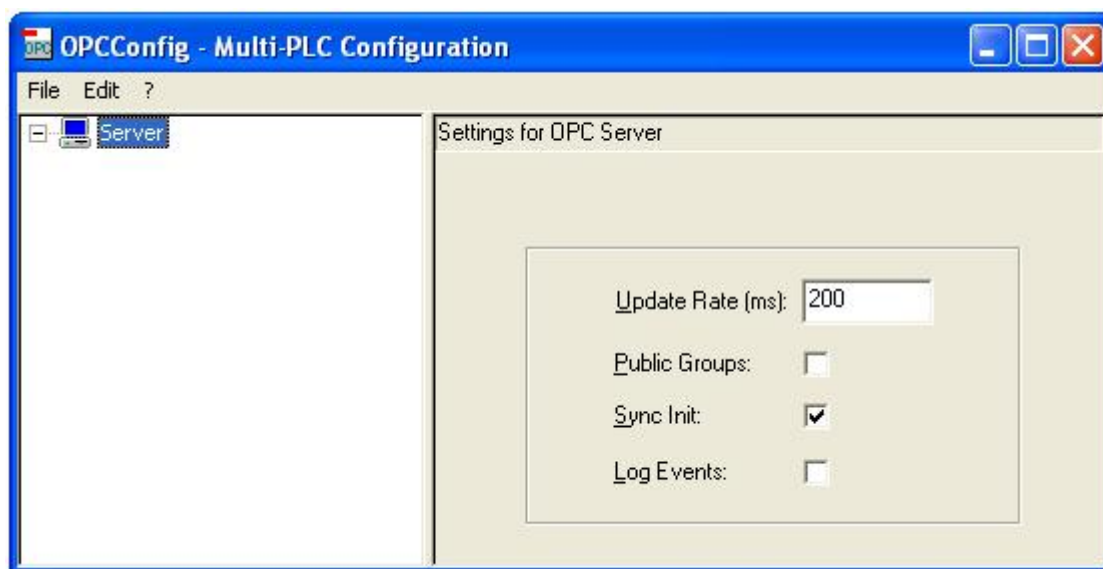 OPC OPCConfig - Multi-PLC Configuration
File Edit ?
Server
Settings for OPC Server
Update Rate (ms): 200
Public Groups:
Sync Init:
Log Events: